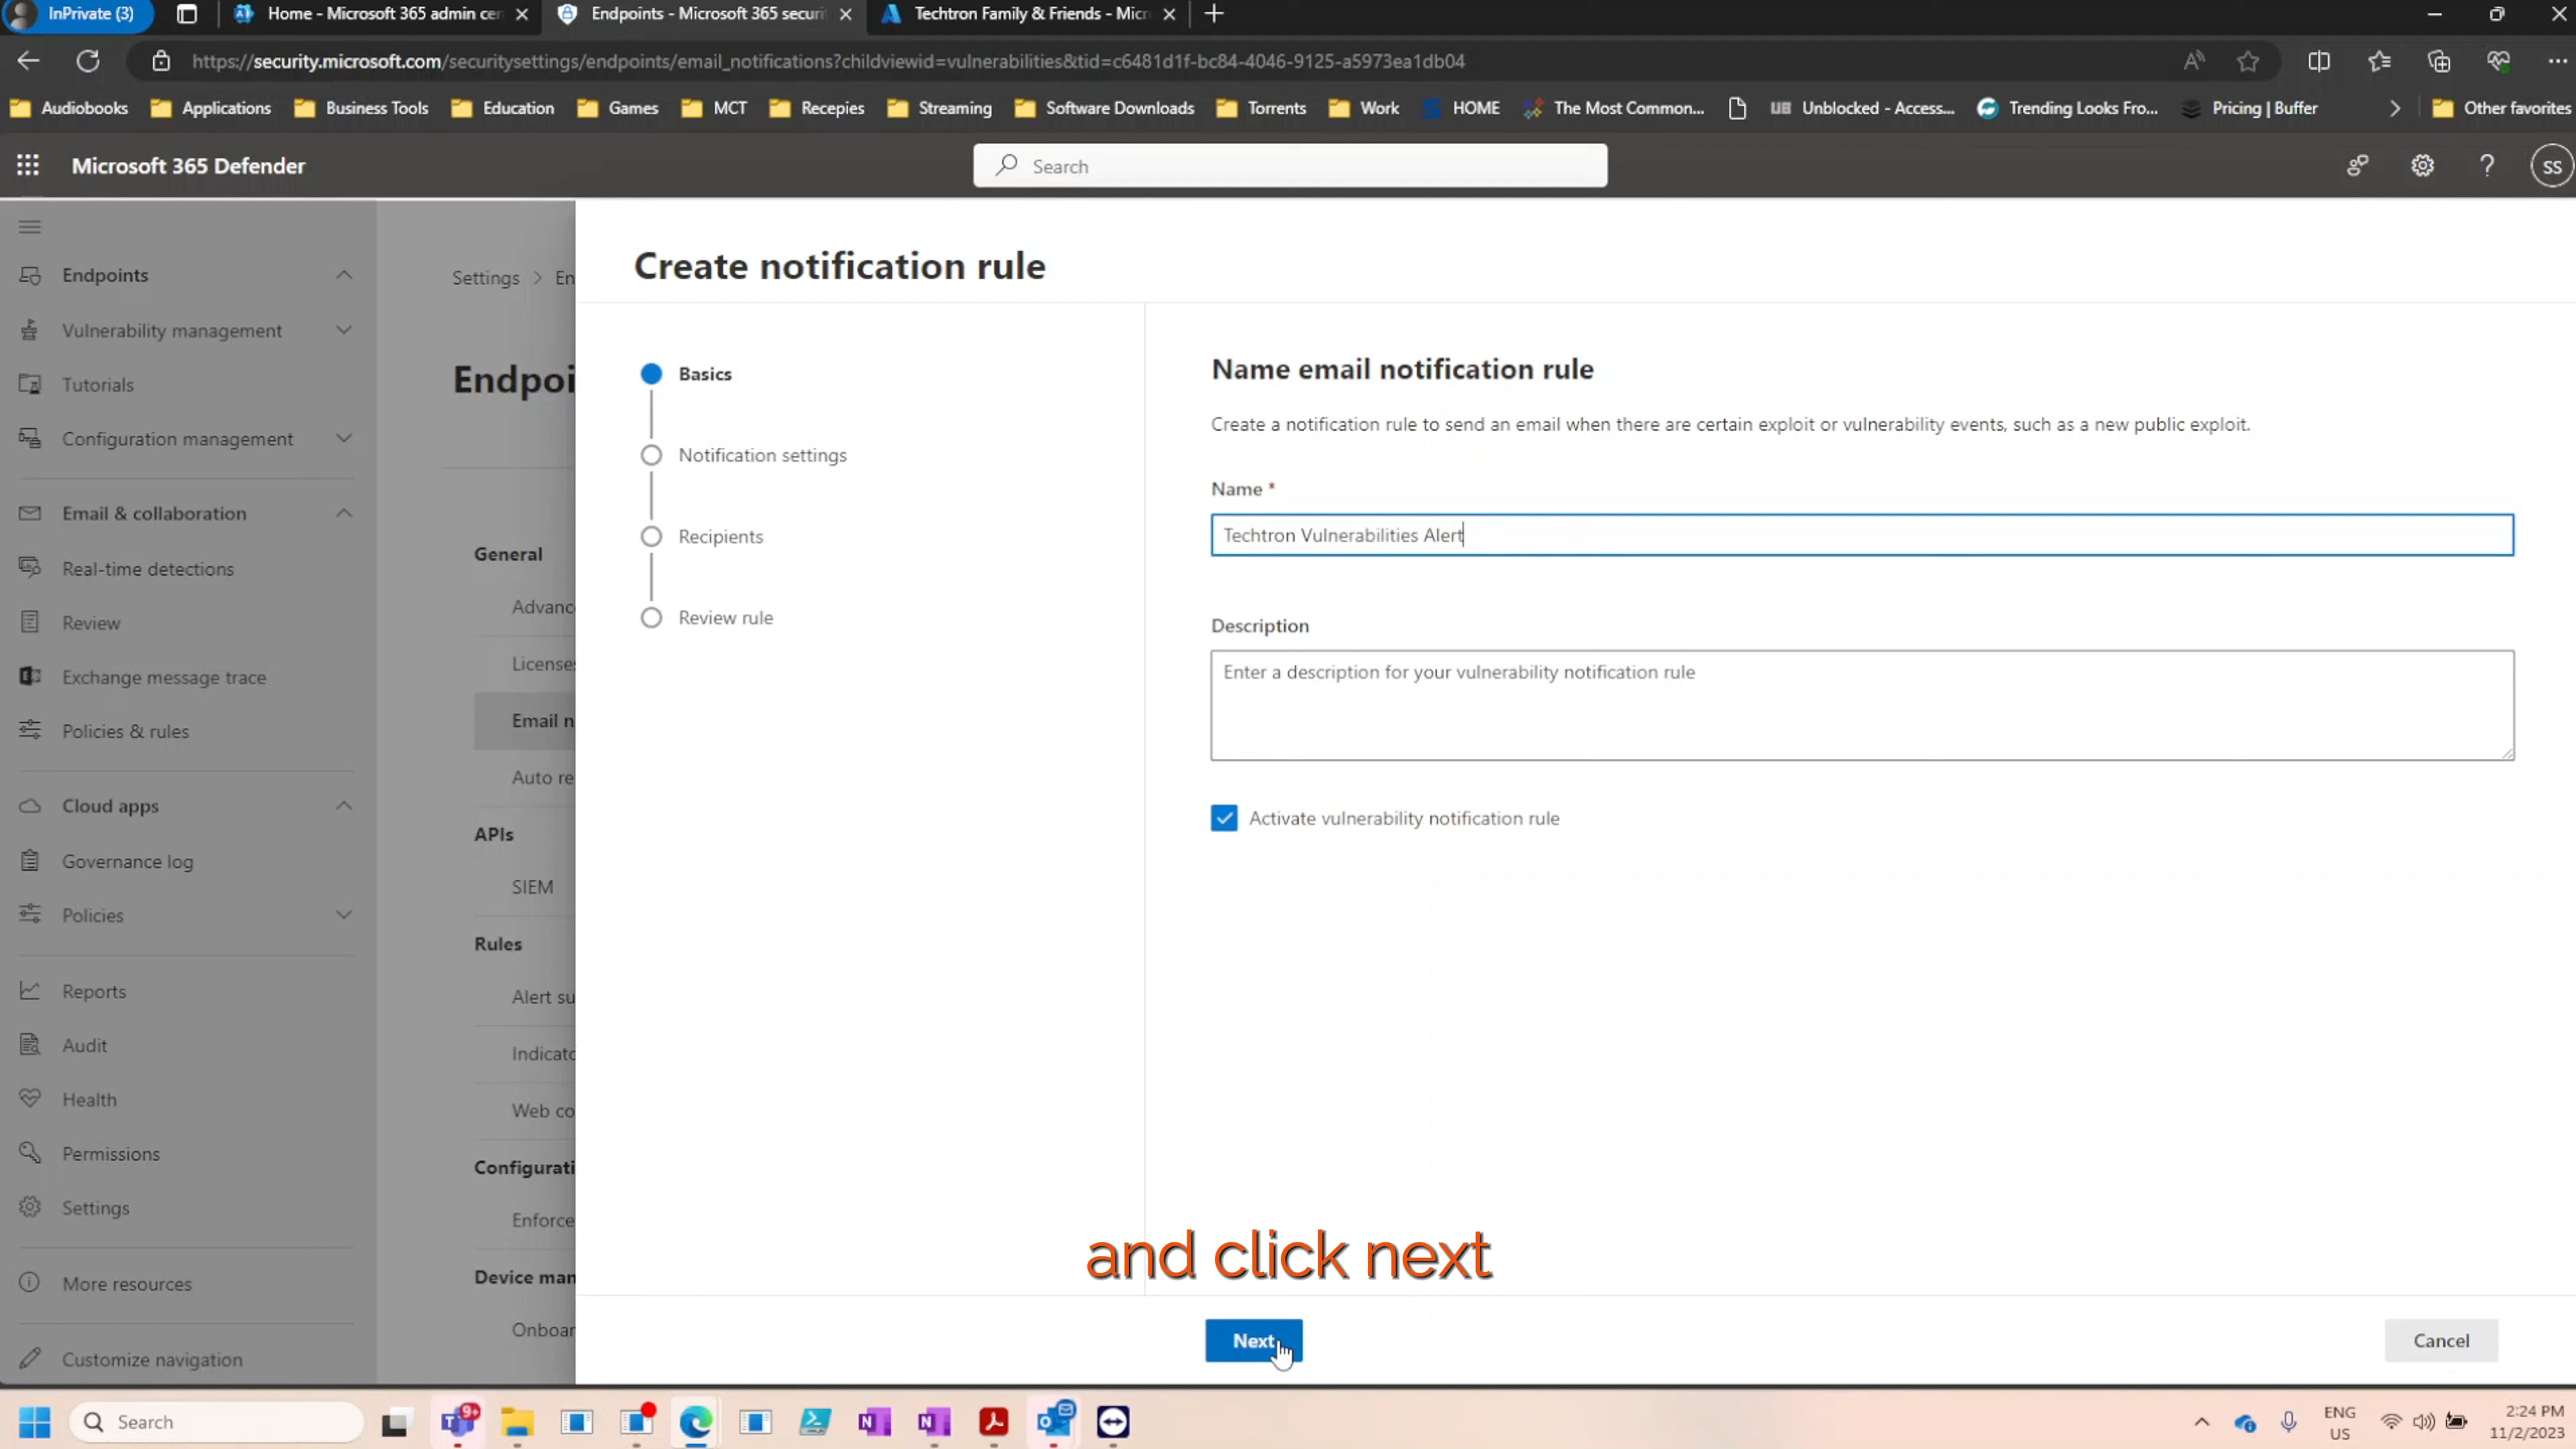 InPrivate (3)
Home - Microsoft 365 admin cen
Endpoints - Microsoft 365 securi
Techtron Family & Friends - Micr
https://security.microsoft.com/securitysettings/endpoints/email_notifications?childviewid=vulnerabilities&tid=c6481d1f-bc84-4046-9125-a5973ea1db04
Audiobooks
Applications
Business Tools
Education
Games
MCT
Recepies
Streaming
Software Downloads
Torrents
Work
HOME
The Most Common...
UB Unblocked - Access...
Trending Looks Fro...
Pricing | Buffer
Other favorites
Microsoft 365 Defender
Search
SS
Endpoints
Vulnerability management
Tutorials
Configuration management
Email & collaboration
Real-time detections
Review
Exchange message trace
Policies & rules
Cloud apps
Governance log
Policies
Reports
Audit
Health
Permissions
Settings
More resources
Customize navigation
Settings > En
Endpoi
General
Advanc
Licenses
Email n
Auto re
APIs
SIEM
Rules
Alert su
Indicato
Web co
Configurati
Enforce
Device man
Onboar
Create notification rule
Basics
Notification settings
Recipients
Review rule
Name email notification rule
Create a notification rule to send an email when there are certain exploit or vulnerability events, such as a new public exploit.
Name *
Techtron Vulnerabilities Alert
Description
Enter a description for your vulnerability notification rule
Activate vulnerability notification rule
and click next
Next
Cancel
Search
9+
ENG
US
2:24 PM
11/2/2023